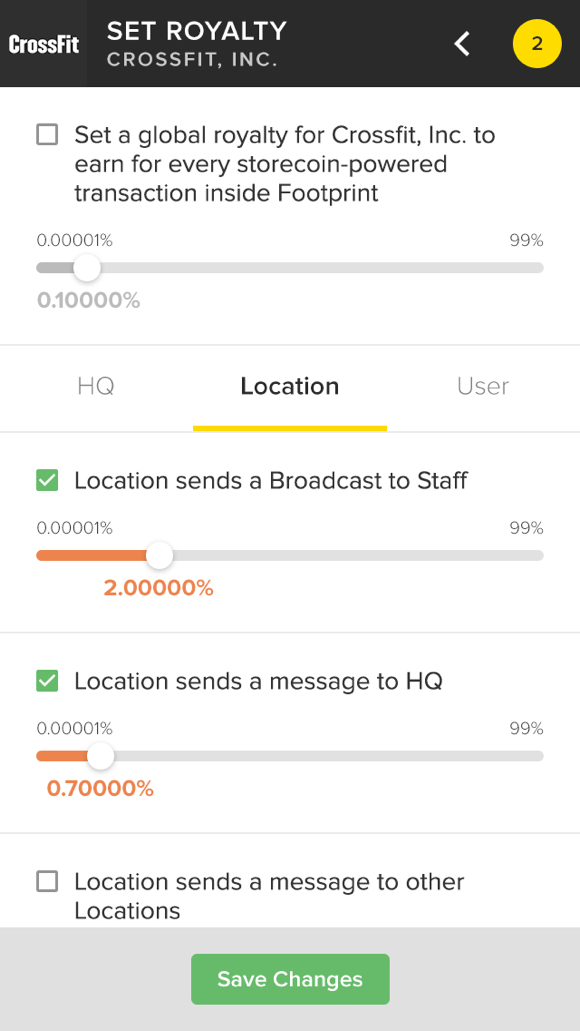 CrossFit
SET ROYALTY
CROSSFIT, INC.
2
Set a global royalty for Crossfit, Inc. to
earn for every storecoin-powered
transaction inside Footprint
0.00001% 99%
0.10000%
HQ Location User
Location sends a Broadcast to Staff
0.00001% 99%
2.00000%
Location sends a message to HQ
0.00001% 99%
0.70000%
Location sends a message to other
Locations
Save Changes